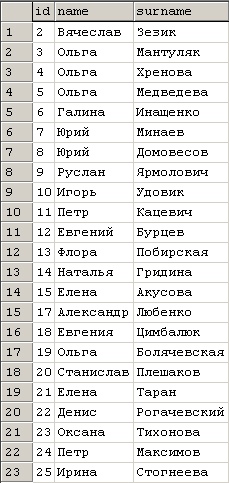 id name surname
1 2 Вячеслав Зезик
2 3 Ольга Мантуляк
3 4 Ольга Хренова
4 5 Ольга Медведева
5 6 Галина Инащенко
6 7 Юрий Минаев
7 8 Юрий Домовесов
8 9 Руслан Ярмолович
9 10 Игорь Удовик
10 11 Петр Кацевич
11 12 Евгений Бурцев
12 13 Флора Побирская
13 14 Наталья Гридина
14 15 Елена Акусова
15 17 Александр Любенко
16 18 Евгения Цимбалюк
17 19 Ольга Болячевская
18 20 Станислав Плешаков
19 21 Елена Таран
20 22 Денис Рогачевский
21 23 Оксана Тихонова
22 24 Петр Максимов
23 25 Ирина Стогнеева